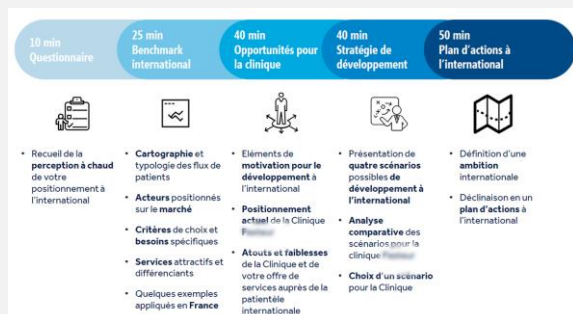 10 min
Questionnaire
25 min
Benchmark
international
40 min
Opportunités pour
la clinique
40 min
Stratégie de
développement
50 min
Plan d'actions à
l'international
• Recueil de la
perception à chaud
de votre
positionnement à
l'international
• Cartographie et
typologie des flux de
patients
• Acteurs positionnés
sur le marché
• Critères de choix et
besoins spécifiques
• Services attractifs et
différenciants
• Quelques exemples
appliqués en France
• Eléments de
motivation pour le
développement à
l'international
• Positionnement
actuel de la Clinique
• Atouts et faiblesses
de la Clinique et de
votre offre de
services auprès de la
patientèle
internationale
• Présentation de
quatre scénarios
possibles de
développement à
l'international
• Analyse
comparative des
scénarios pour la
clinique
• Choix d'un scénario
pour la Clinique
• Définition d'une
ambition
internationale
• Déclinaison en un
plan d'actions à
l'international